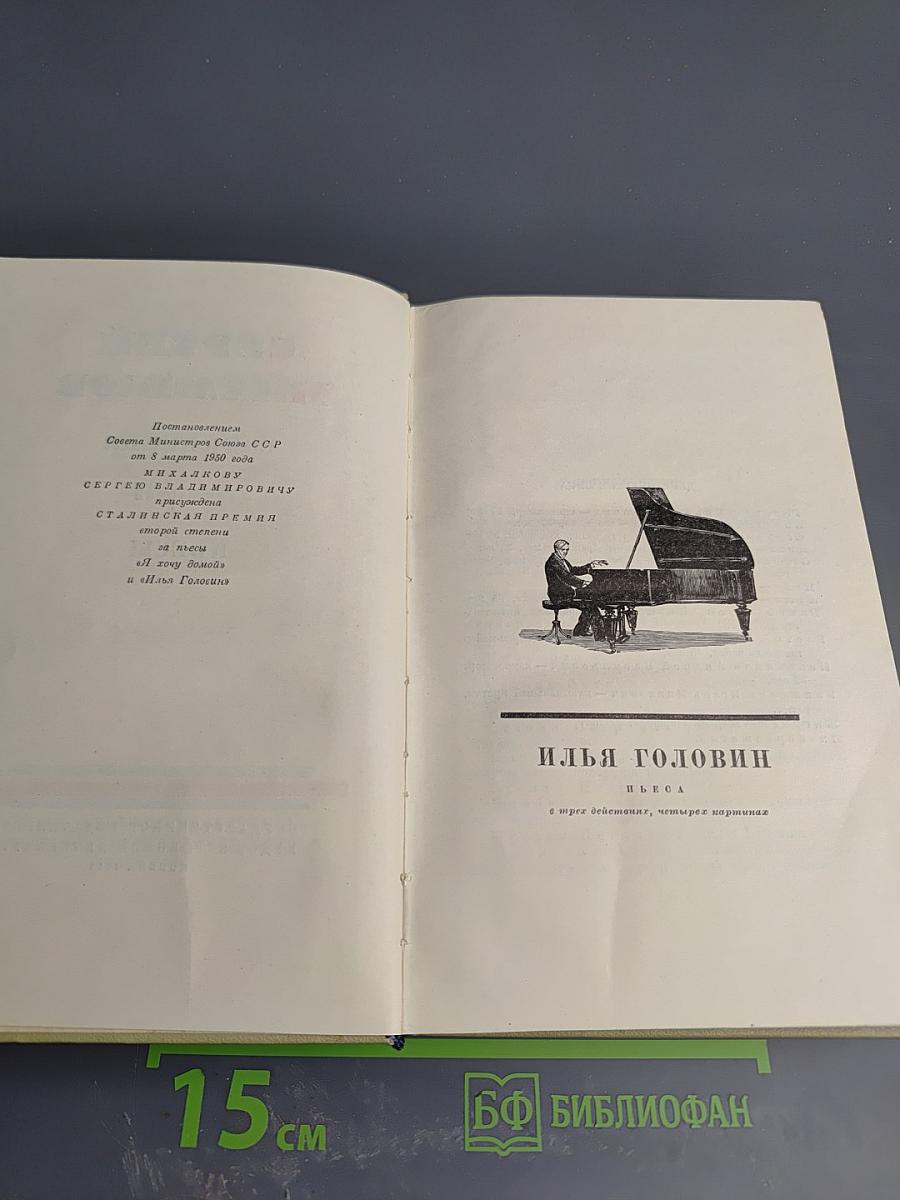 Постановлением
Совета Министров Союза ССР
от 8 марта 1950 года
МИХАЛКОВУ
СЕРГЕЮ ВЛАДИМИРОВИЧУ
присуждена
СТАЛИНСКАЯ ПРЕМИЯ
второй степени
за пьесы
«Я хочу домой»
и «Илья Головин»
ИЛЬЯ ГОЛОВИН
ПЬЕСА
в трех действиях, четырех картинах
15 см
БФ БИБЛИОФАН